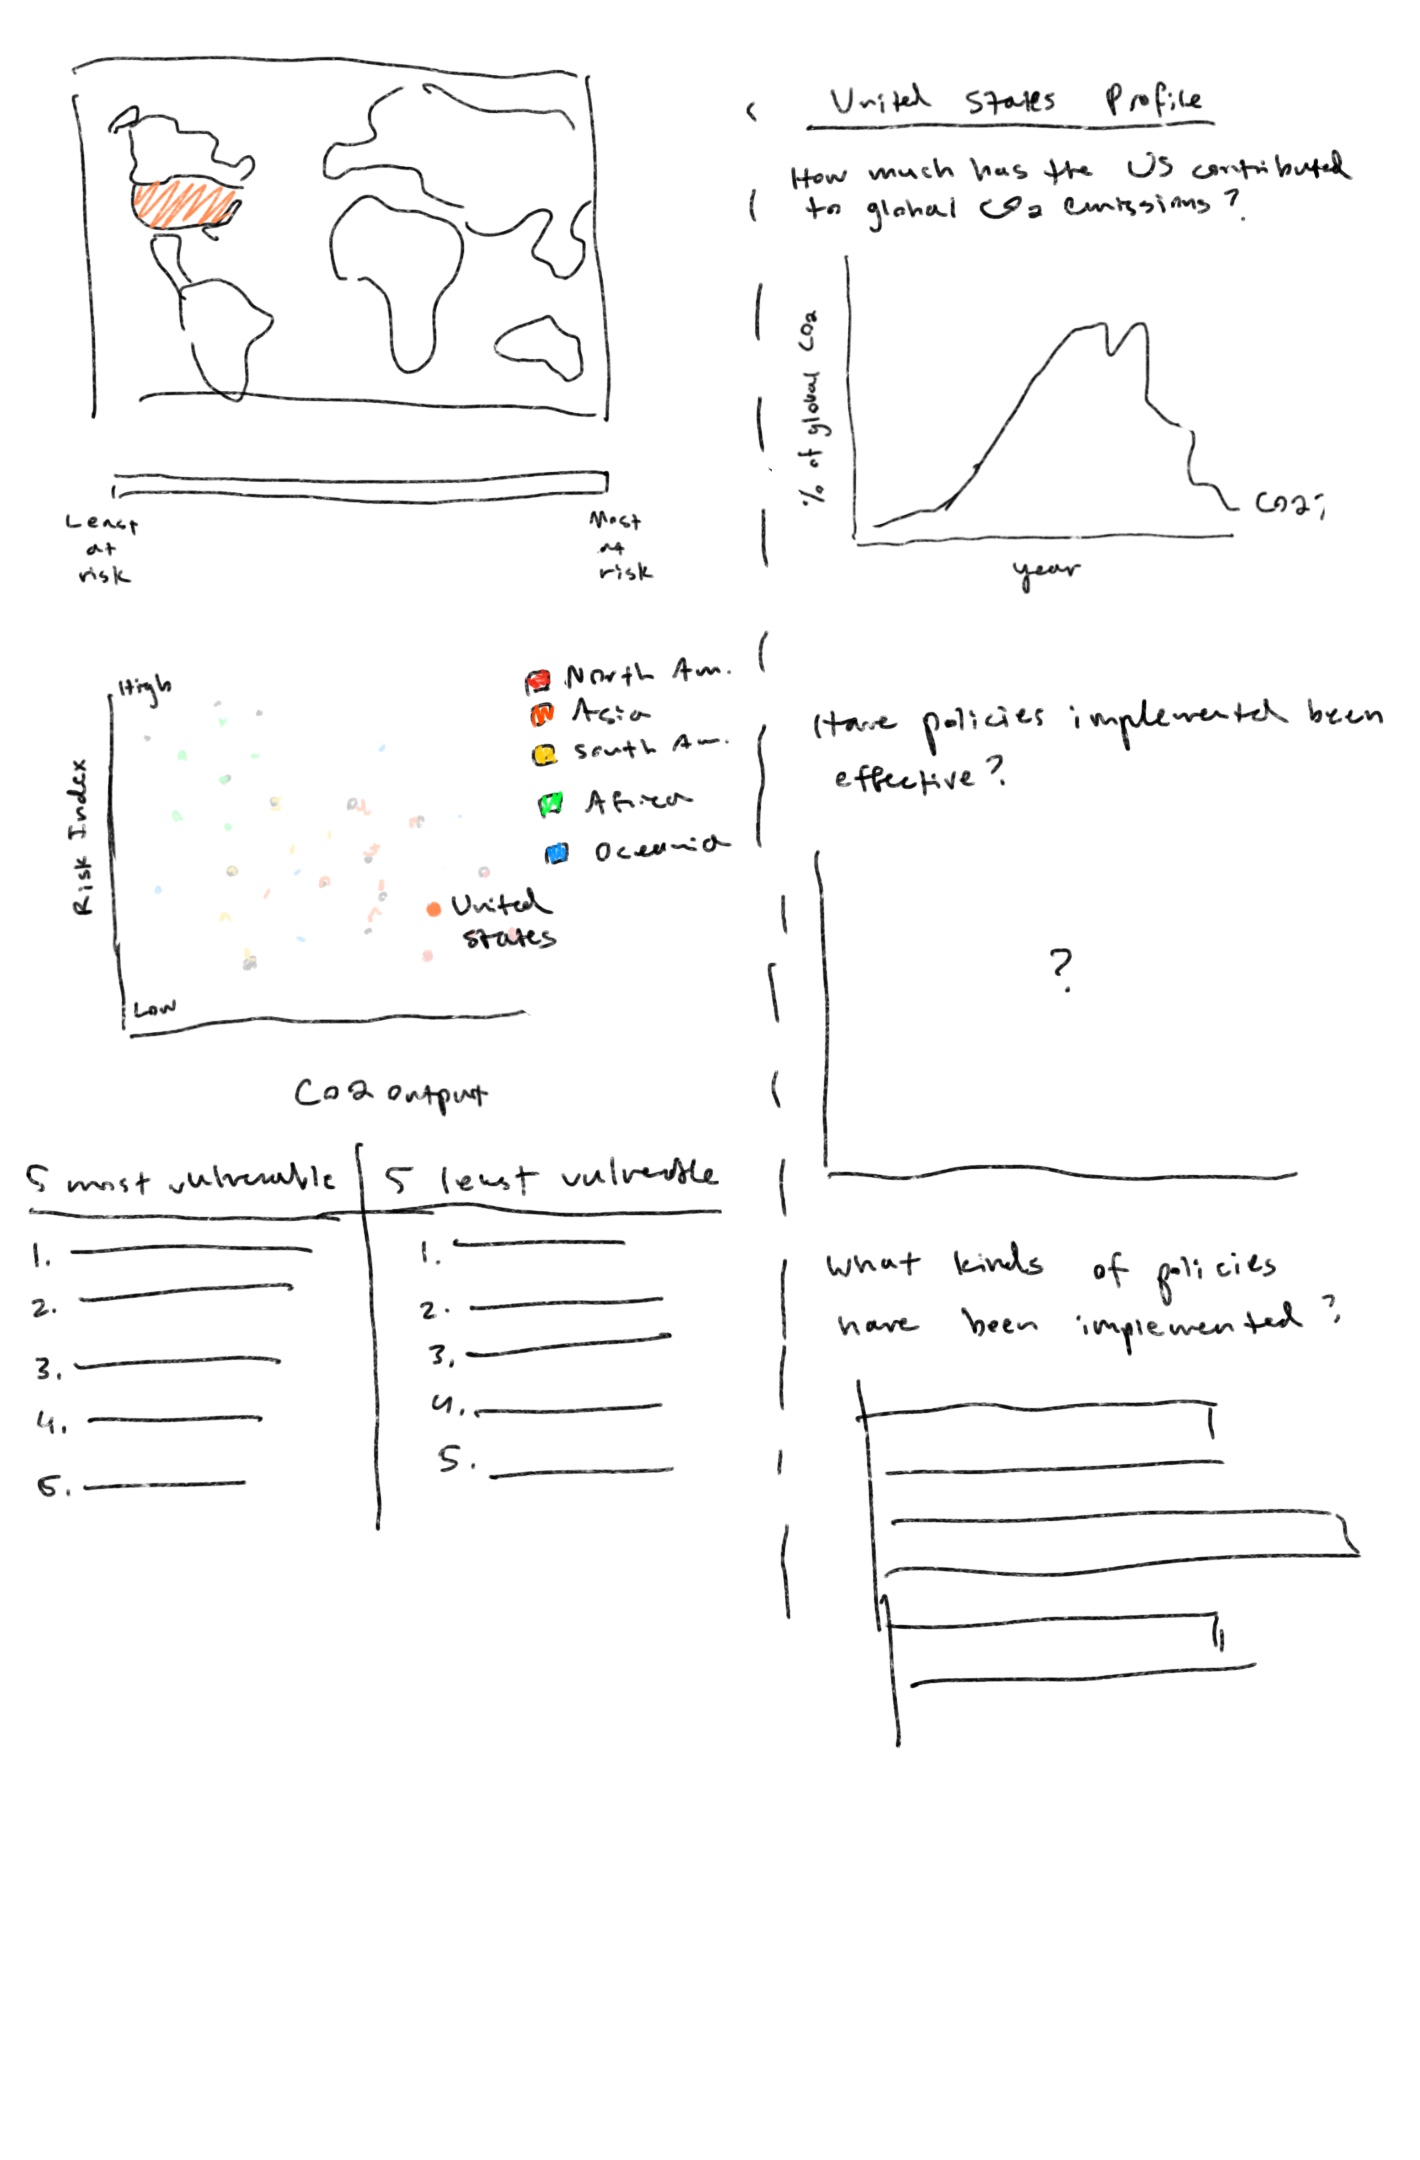 Least
at
risk
Most
at
risk
High
Risk Index
Low
CO2 output
North Am.
Asia
South Am.
Africa
Oceania
United
States
5 most vulnerable
1.
2.
3.
4.
5.
5 least vulnerable
1.
2.
3.
4.
5.
United States Profile
How much has the US contributed
to global CO2 emissions?
% of global CO2
year
Have policies implemented been
effective?
?
What kinds of policies
have been implemented?